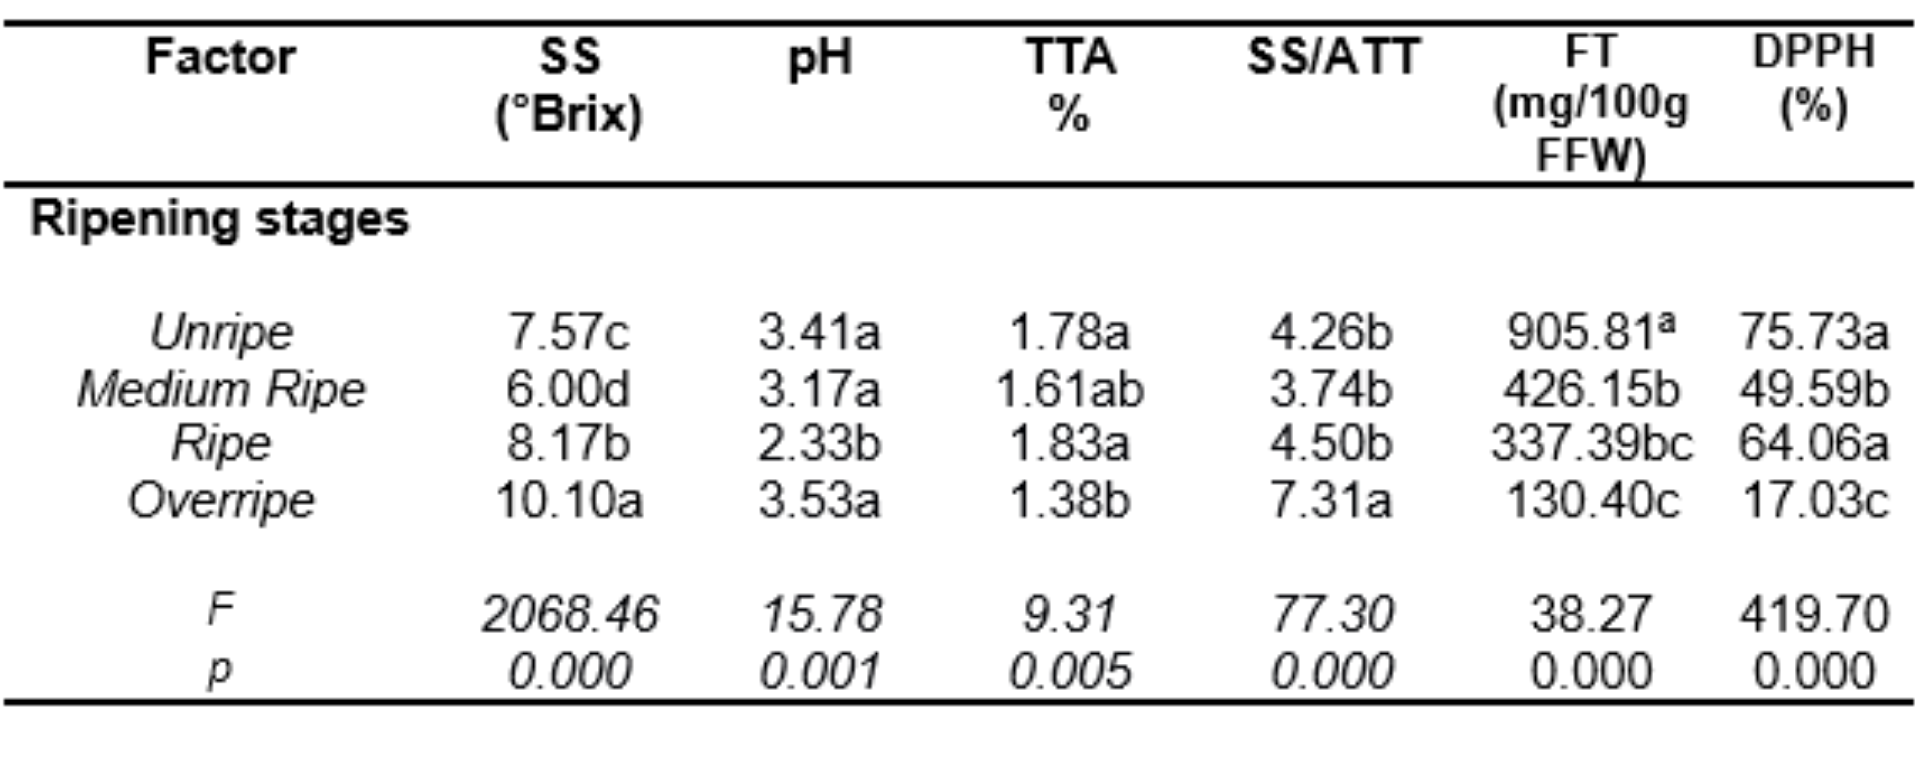 Factor SS (°Brix) pH TTA % SS/ATT FT (mg/100g FFW) DPPH (%)
Ripening stages
Unripe 7.57c 3.41a 1.78a 4.26b 905.81ª 75.73a
Medium Ripe 6.00d 3.17a 1.61ab 3.74b 426.15b 49.59b
Ripe 8.17b 2.33b 1.83a 4.50b 337.39bc 64.06a
Overripe 10.10a 3.53a 1.38b 7.31a 130.40c 17.03c
F 2068.46 15.78 9.31 77.30 38.27 419.70
p 0.000 0.001 0.005 0.000 0.000 0.000